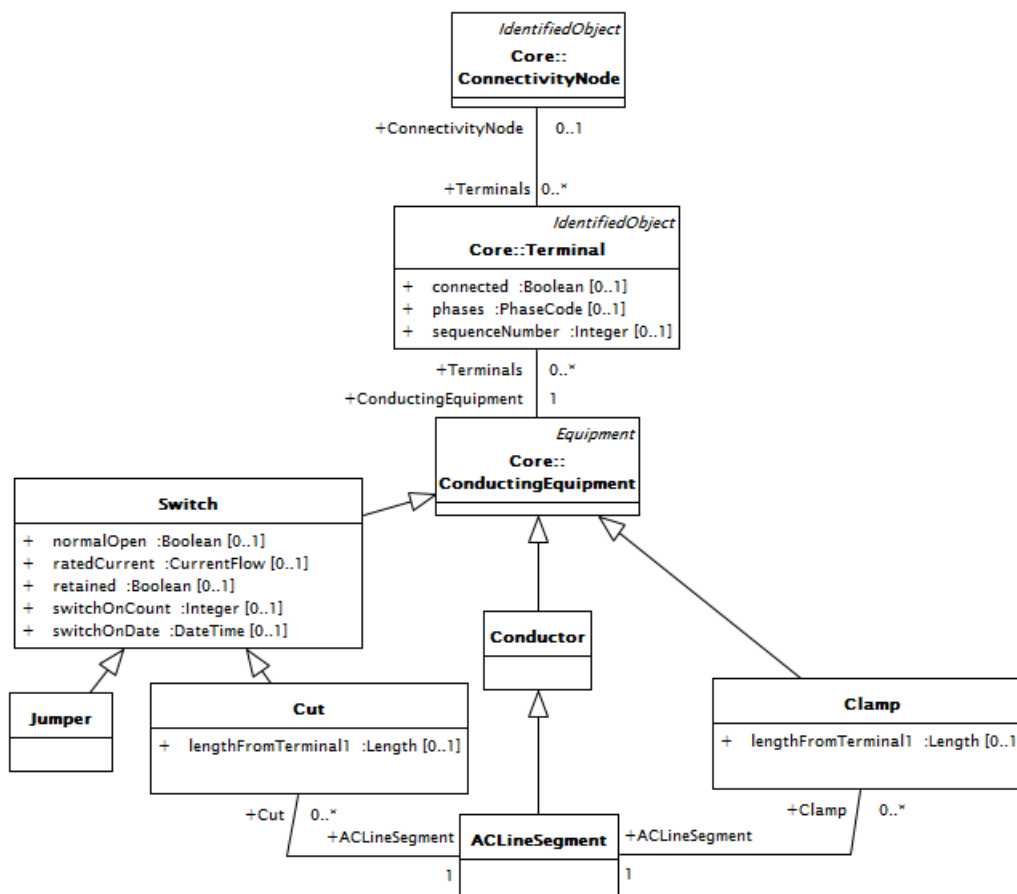 IdentifiedObject
Core::
ConnectivityNode
+ConnectivityNode 0..1
+Terminals 0..*
IdentifiedObject
Core::Terminal
+ connected :Boolean [0..1]
+ phases :PhaseCode [0..1]
+ sequenceNumber :Integer [0..1]
+Terminals 0..*
+ConductingEquipment 1
Equipment
Core::
ConductingEquipment
Switch
+ normalOpen :Boolean [0..1]
+ ratedCurrent :CurrentFlow [0..1]
+ retained :Boolean [0..1]
+ switchOnCount :Integer [0..1]
+ switchOnDate :DateTime [0..1]
Conductor
Jumper
Cut
+ lengthFromTerminal1 :Length [0..1]
Clamp
+ lengthFromTerminal1 :Length [0..1
+Cut 0..*
+Clamp 0..*
+ACLineSegment
1
ACLineSegment
+ACLineSegment
1